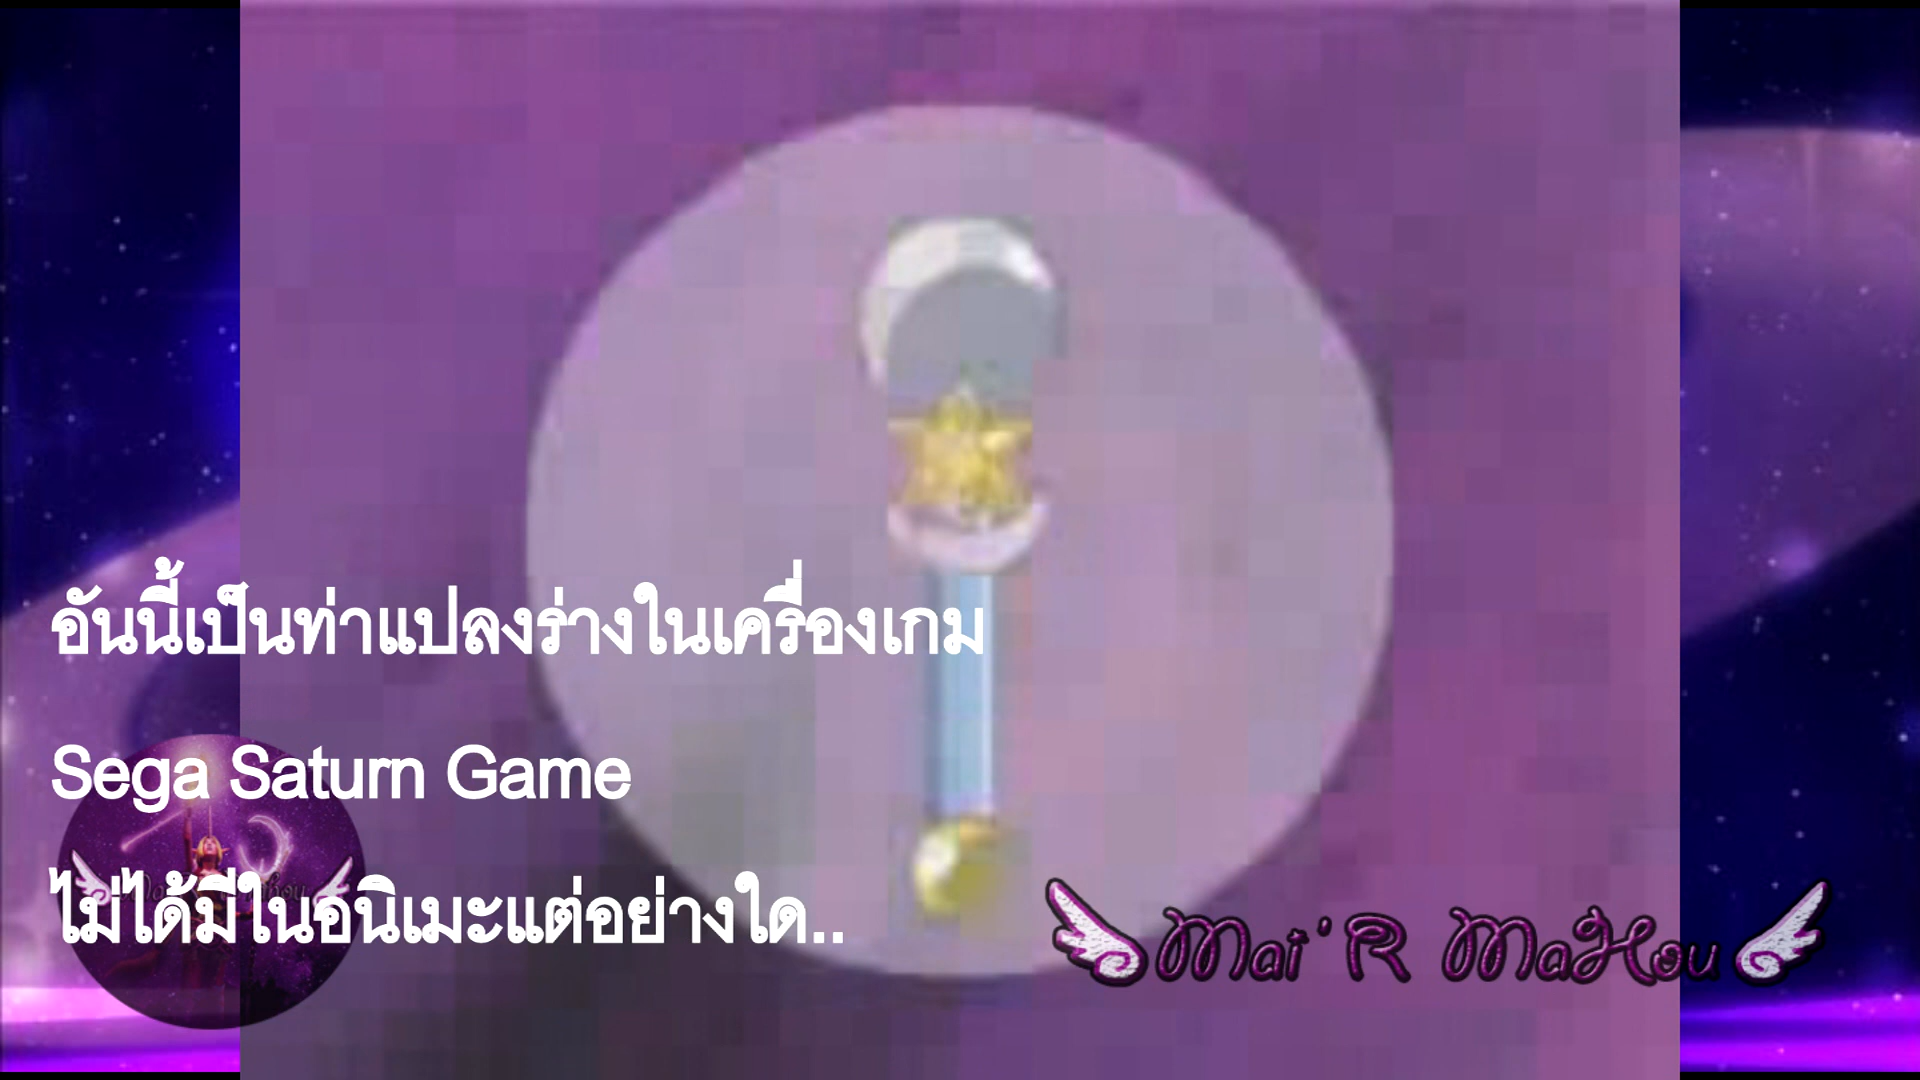 อันนี้เป็นท่าแปลงร่างในเครื่องเกม
Sega Saturn Game
ไม่ได้มีในอนิเมะแต่อย่างใด..
Mai'R MaHou